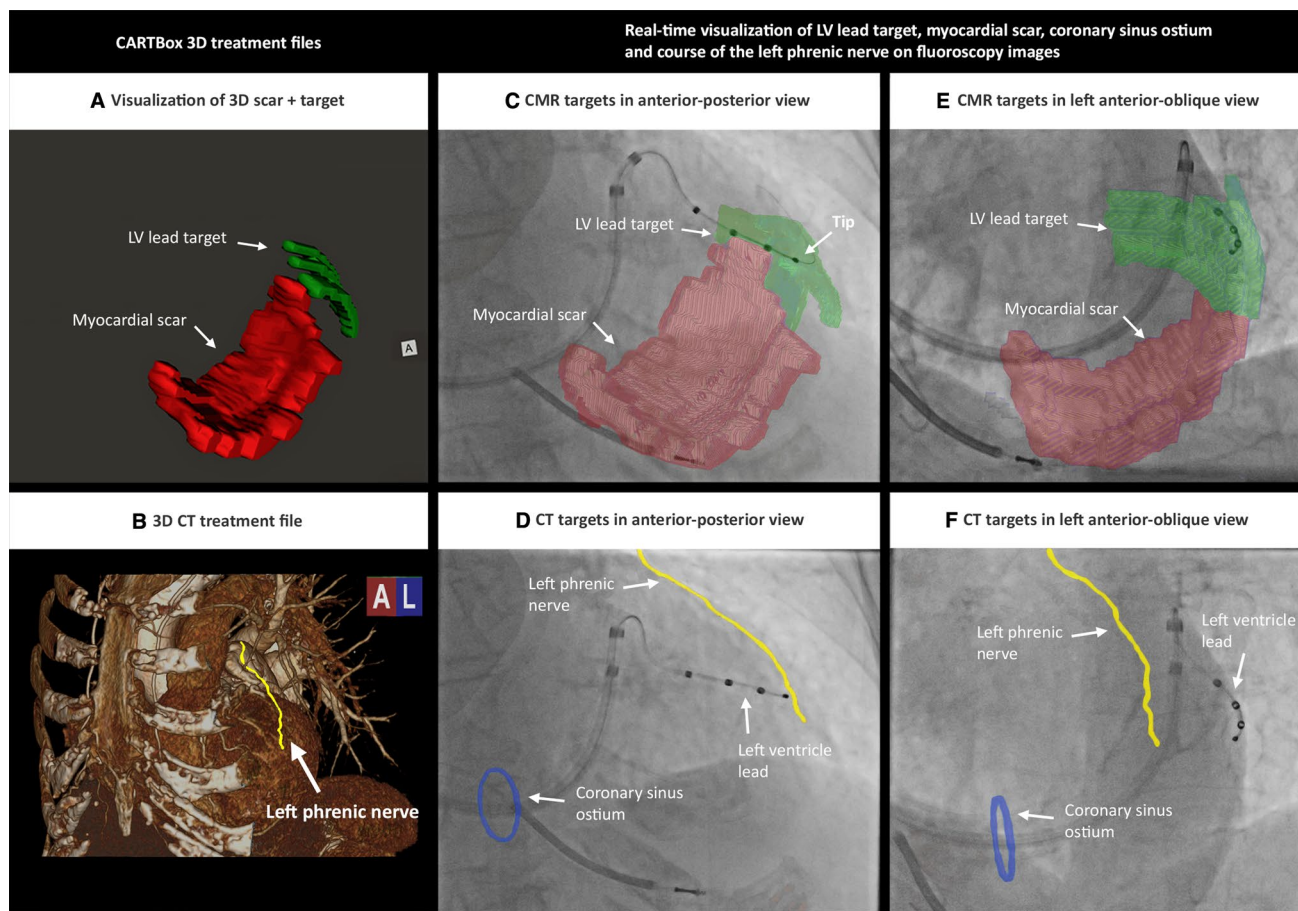 CARTBox 3D treatment files
Real-time visualization of LV lead target, myocardial scar, coronary sinus ostium
and course of the left phrenic nerve on fluoroscopy images
A Visualization of 3D scar + target
LV lead target
Myocardial scar
A
C CMR targets in anterior-posterior view
LV lead target
Tip
Myocardial scar
E CMR targets in left anterior-oblique view
LV lead target
Myocardial scar
B 3D CT treatment file
A L
Left phrenic nerve
D CT targets in anterior-posterior view
Left phrenic
nerve
Left ventricle
lead
Coronary sinus
ostium
F CT targets in left anterior-oblique view
Left phrenic
nerve
Left ventricle
lead
Coronary sinus
ostium